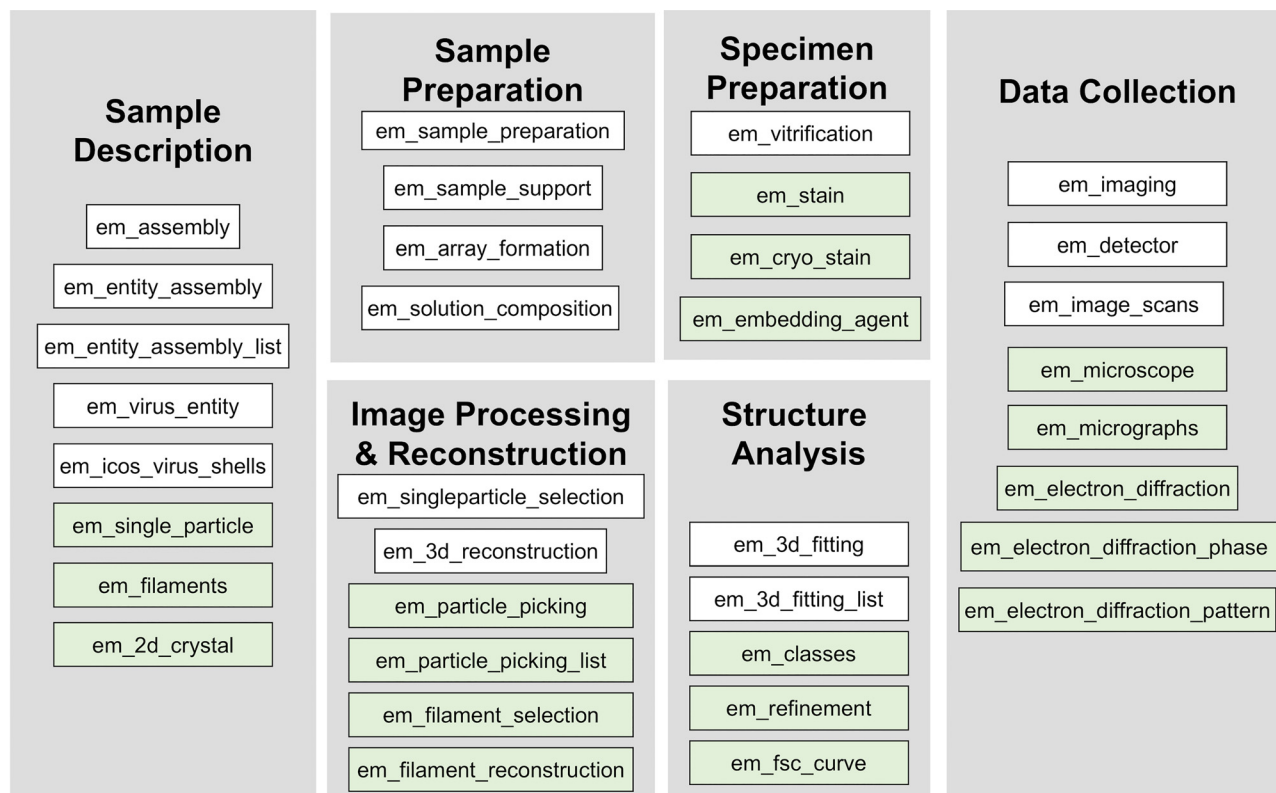 Sample
Description
em_assembly
em_entity_assembly
em_entity_assembly_list
em_virus_entity
em_icos_virus_shells
em_single_particle
em_filaments
em_2d_crystal
Sample
Preparation
em_sample_preparation
em_sample_support
em_array_formation
em_solution_composition
Specimen
Preparation
em_vitrification
em_stain
em_cryo_stain
em_embedding_agent
Image Processing
& Reconstruction
em_singleparticle_selection
em_3d_reconstruction
em_particle_picking
em_particle_picking_list
em_filament_selection
em_filament_reconstruction
Structure
Analysis
em_3d_fitting
em_3d_fitting_list
em_classes
em_refinement
em_fsc_curve
Data Collection
em_imaging
em_detector
em_image_scans
em_microscope
em_micrographs
em_electron_diffraction
em_electron_diffraction_phase
em_electron_diffraction_pattern